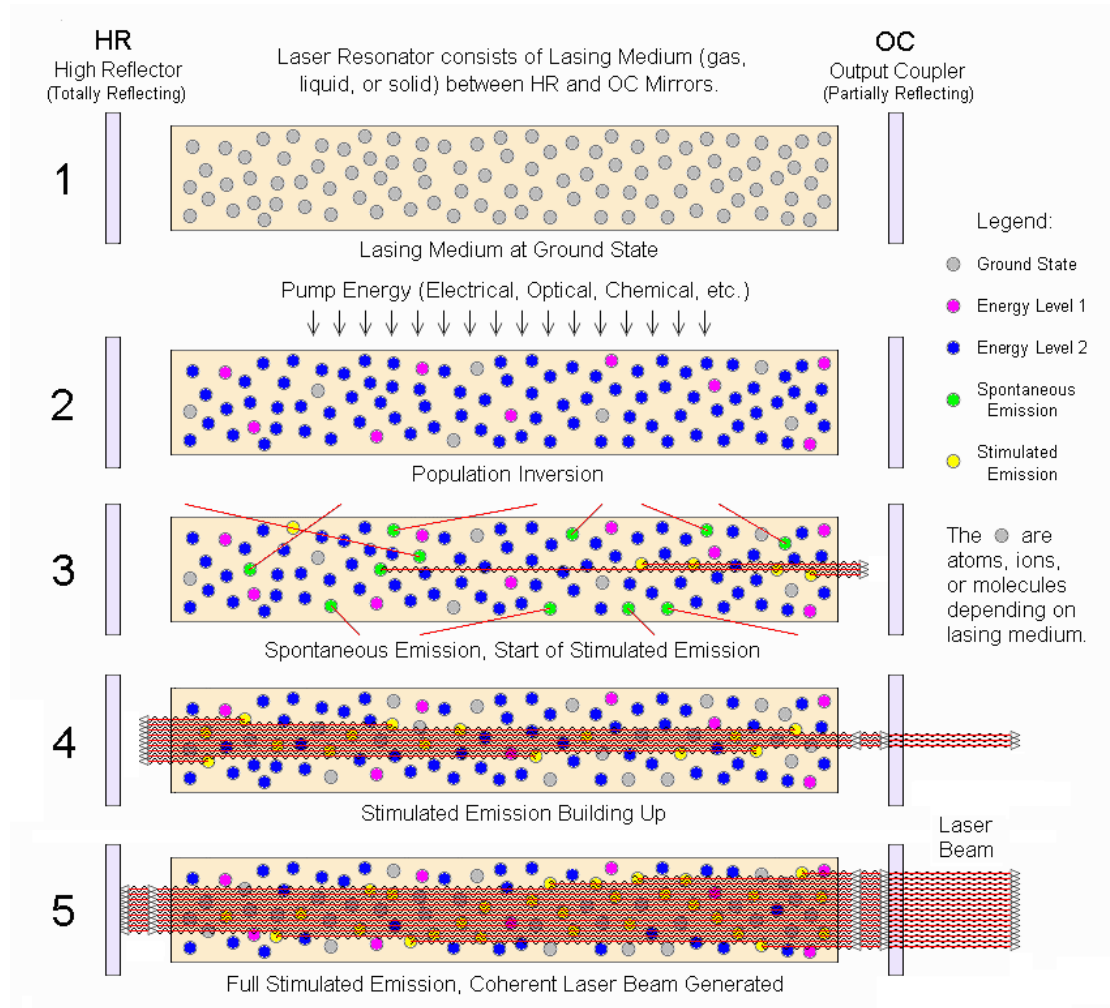 HR
High Reflector
(Totally Reflecting)
Laser Resonator consists of Lasing Medium (gas,
liquid, or solid) between HR and OC Mirrors.
OC
Output Coupler
(Partially Reflecting)
1
Lasing Medium at Ground State
Pump Energy (Electrical, Optical, Chemical, etc.)
2
Population Inversion
3
Spontaneous Emission, Start of Stimulated Emission
4
Stimulated Emission Building Up
5
Full Stimulated Emission, Coherent Laser Beam Generated
Legend:
Ground State
Energy Level 1
Energy Level 2
Spontaneous
Emission
Stimulated
Emission
The are
atoms, ions,
or molecules
depending on
lasing medium.
Laser
Beam